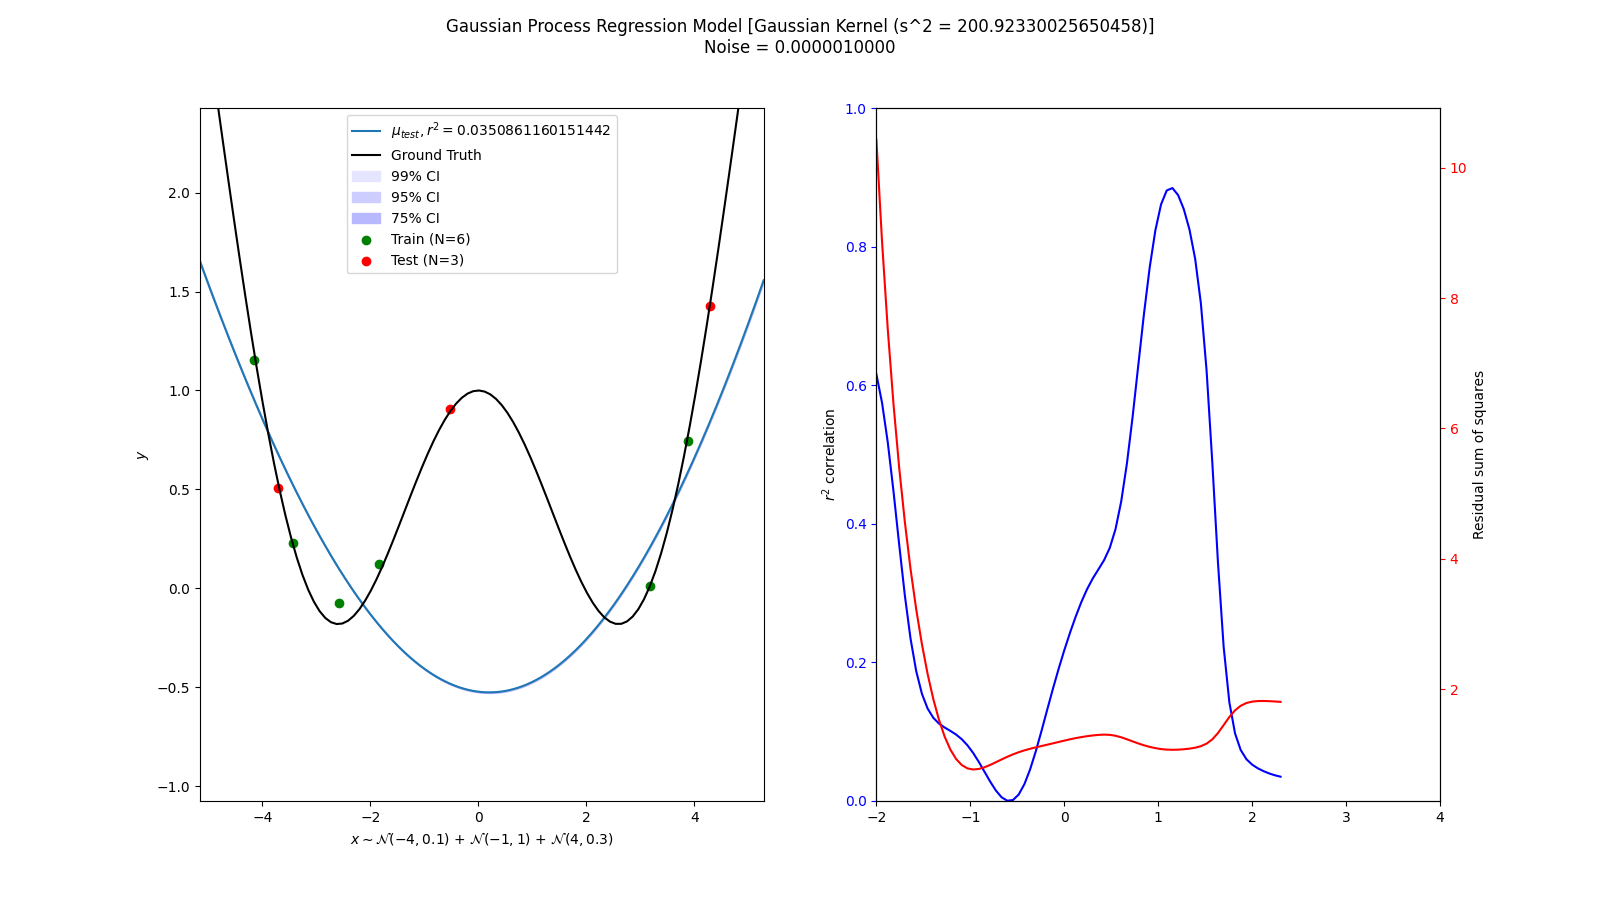 Gaussian Process Regression Model [Gaussian Kernel (s^2 = 200.92330025650458)]
Noise = 0.0000010000
μ_test, r² = 0.0350861160151442
Ground Truth
99% CI
95% CI
75% CI
Train (N=6)
Test (N=3)
2.0
1.5
1.0
0.5
0.0
−0.5
−1.0
y
−4 −2 0 2 4
x ∼ 𝒩(−4, 0.1) + 𝒩(−1, 1) + 𝒩(4, 0.3)
1.0
0.8
0.6
0.4
0.2
0.0
r² correlation
−2 −1 0 1 2 3 4
10
8
6
4
2
Residual sum of squares